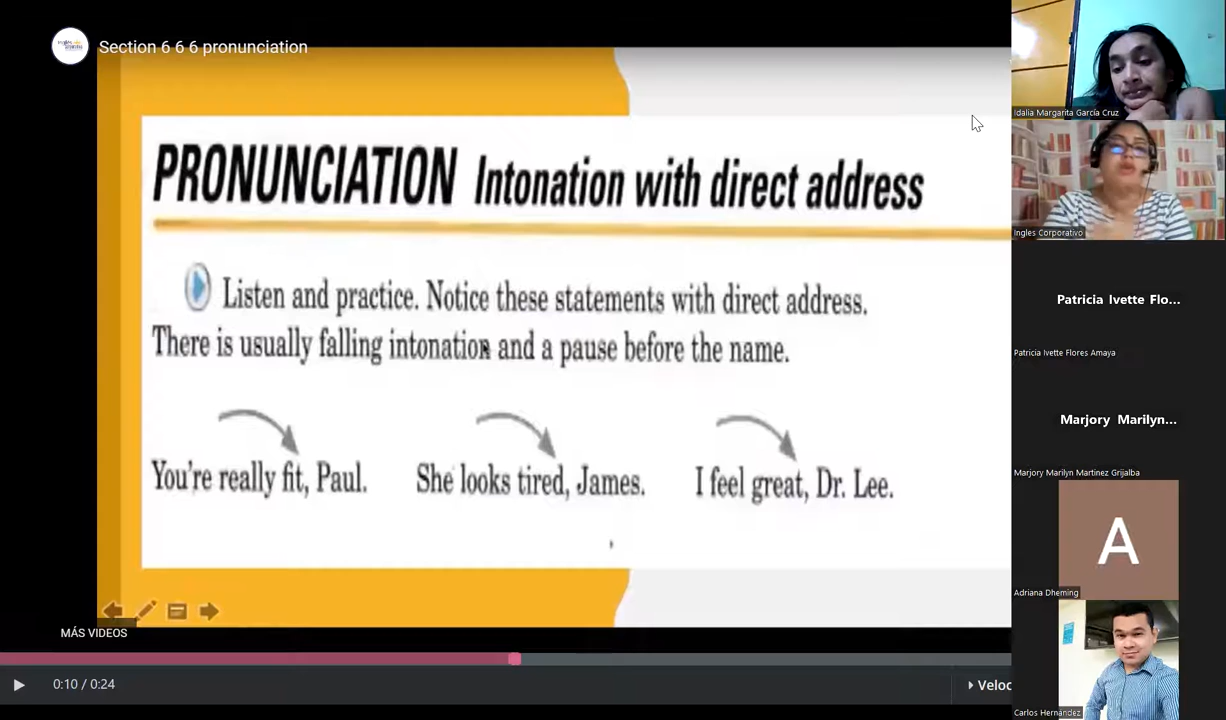 Section 6 6 6 pronunciation
PRONUNCIATION Intonation with direct address
Listen and practice. Notice these statements with direct address.
There is usually falling intonation and a pause before the name.
You're really fit, Paul. She looks tired, James. I feel great, Dr. Lee.
MÁS VIDEOS
0:10 / 0:24
Veloc
Idalia Margarita García Cruz
Ingles Corporativo
Patricia Ivette Flo...
Patricia Ivette Flores Amaya
Marjory Marilyn...
Marjory Marilyn Martinez Grijalba
A
Adriana Dheming
Carlos Hernández